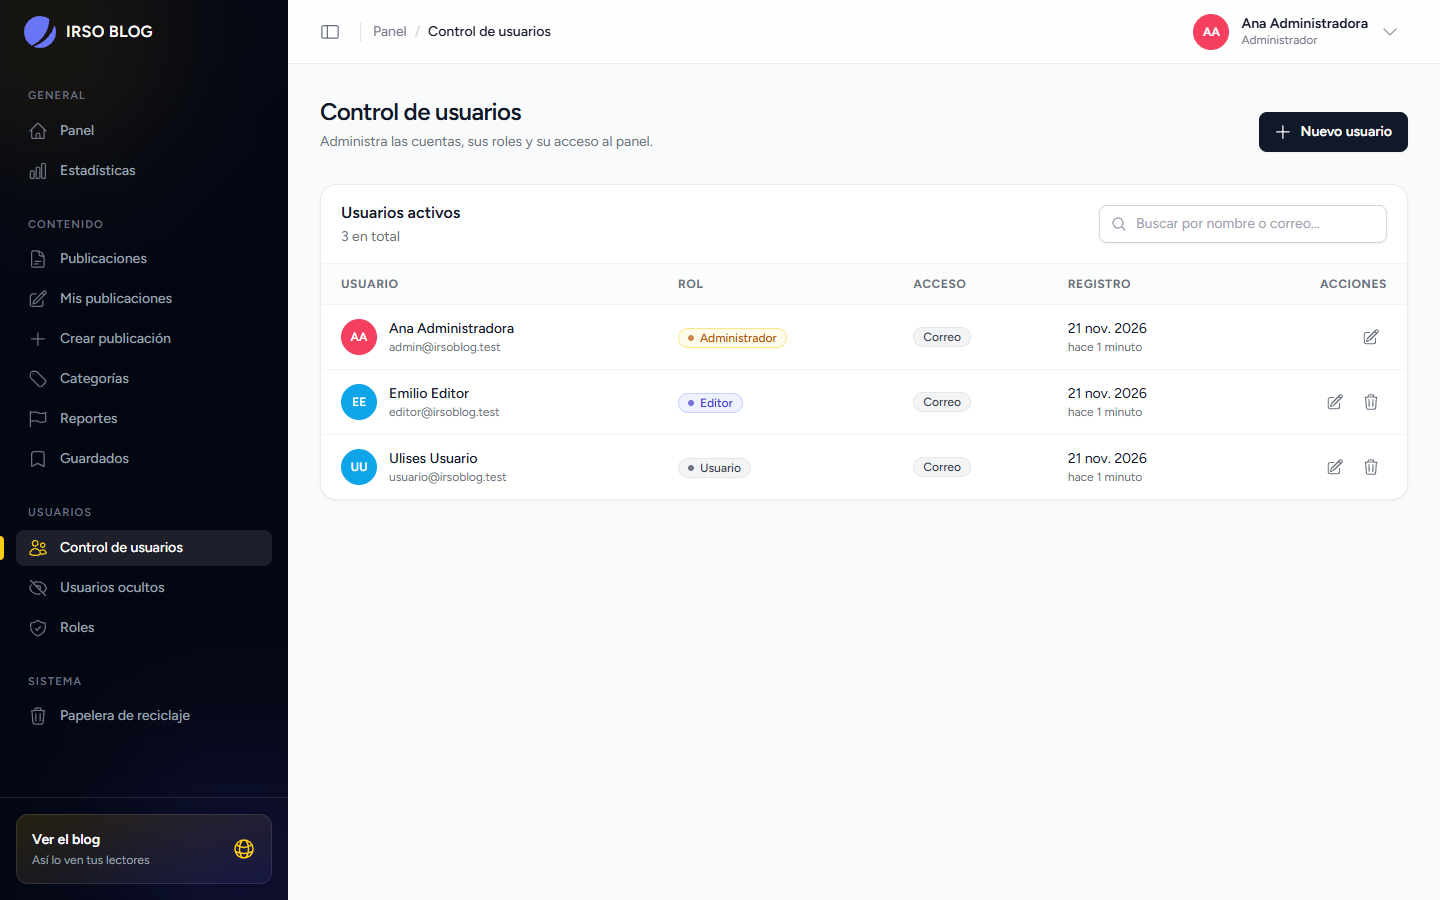 IRSO BLOG
GENERAL
Panel
Estadísticas
CONTENIDO
Publicaciones
Mis publicaciones
Crear publicación
Categorías
Reportes
Guardados
USUARIOS
Control de usuarios
Usuarios ocultos
Roles
SISTEMA
Papelera de reciclaje
Ver el blog
Así lo ven tus lectores
Panel / Control de usuarios
AA Ana Administradora
Administrador
Control de usuarios
Administra las cuentas, sus roles y su acceso al panel.
Nuevo usuario
Usuarios activos
3 en total
Buscar por nombre o correo...
USUARIO ROL ACCESO REGISTRO ACCIONES
AA Ana Administradora Administrador Correo 21 nov. 2026
admin@irsoblog.test hace 1 minuto
EE Emilio Editor Editor Correo 21 nov. 2026
editor@irsoblog.test hace 1 minuto
UU Ulises Usuario Usuario Correo 21 nov. 2026
usuario@irsoblog.test hace 1 minuto